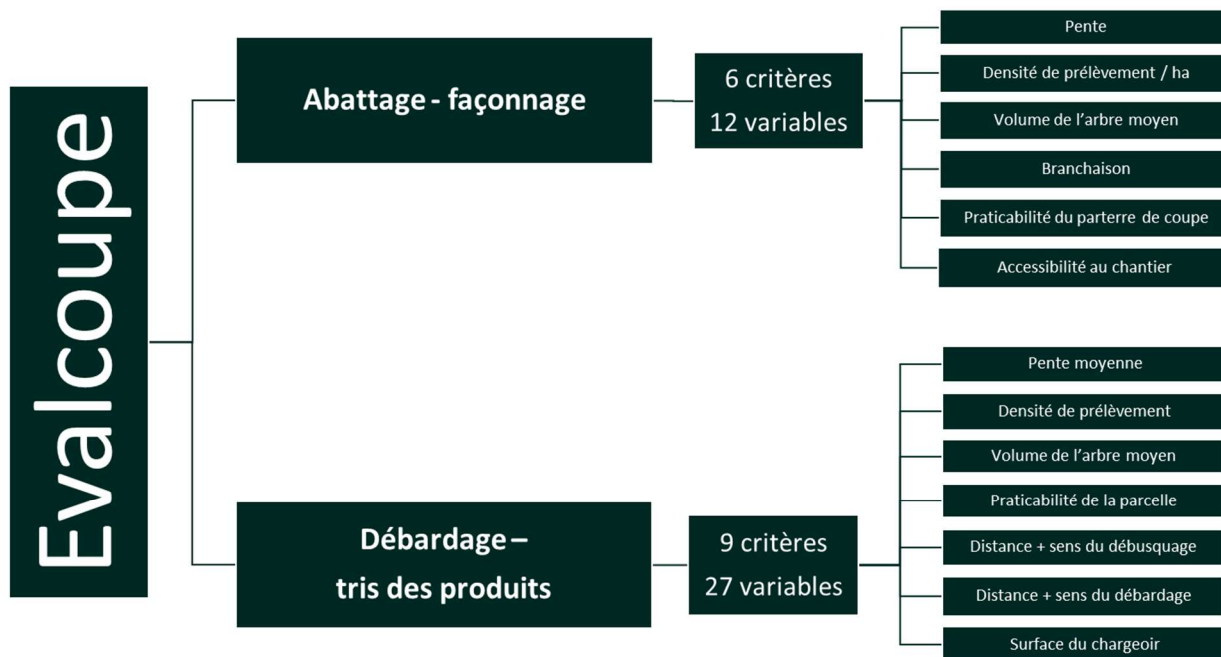 Evalcoupe
Abattage - façonnage
6 critères
12 variables
Pente
Densité de prélèvement / ha
Volume de l'arbre moyen
Branchaison
Praticabilité du parterre de coupe
Accessibilité au chantier
Débardage –
tris des produits
9 critères
27 variables
Pente moyenne
Densité de prélèvement
Volume de l'arbre moyen
Praticabilité de la parcelle
Distance + sens du débusquage
Distance + sens du débardage
Surface du chargeoir